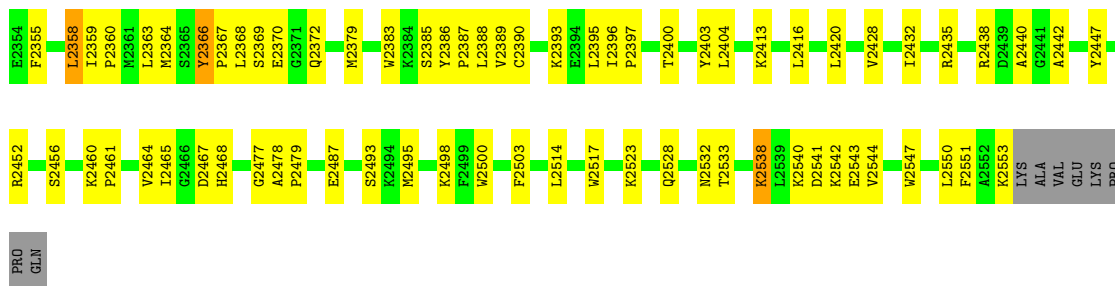 E2354 F2355 L2358 I2359 P2360 M2361 L2363 M2364 S2365 Y2366 P2367 L2368 S2369 E2370 G2371 Q2372 M2379 W2383 K2384 S2385 Y2386 P2387 L2388 V2389 C2390 K2393 E2394 L2395 I2396 P2397 T2400 Y2403 L2404 K2413 L2416 L2420 V2428 I2432 R2435 R2438 D2439 A2440 G2441 A2442 Y2447
R2452 S2456 K2460 P2461 V2464 I2465 G2466 D2467 H2468 G2477 A2478 P2479 E2487 S2493 K2494 M2495 K2498 F2499 W2500 F2503 L2514 W2517 K2523 Q2528 N2532 T2533 K2538 L2539 K2540 D2541 K2542 E2543 V2544 W2547 L2550 F2551 A2552 K2553 LYS ALA VAL GLU LYS PRO
PRO GLN